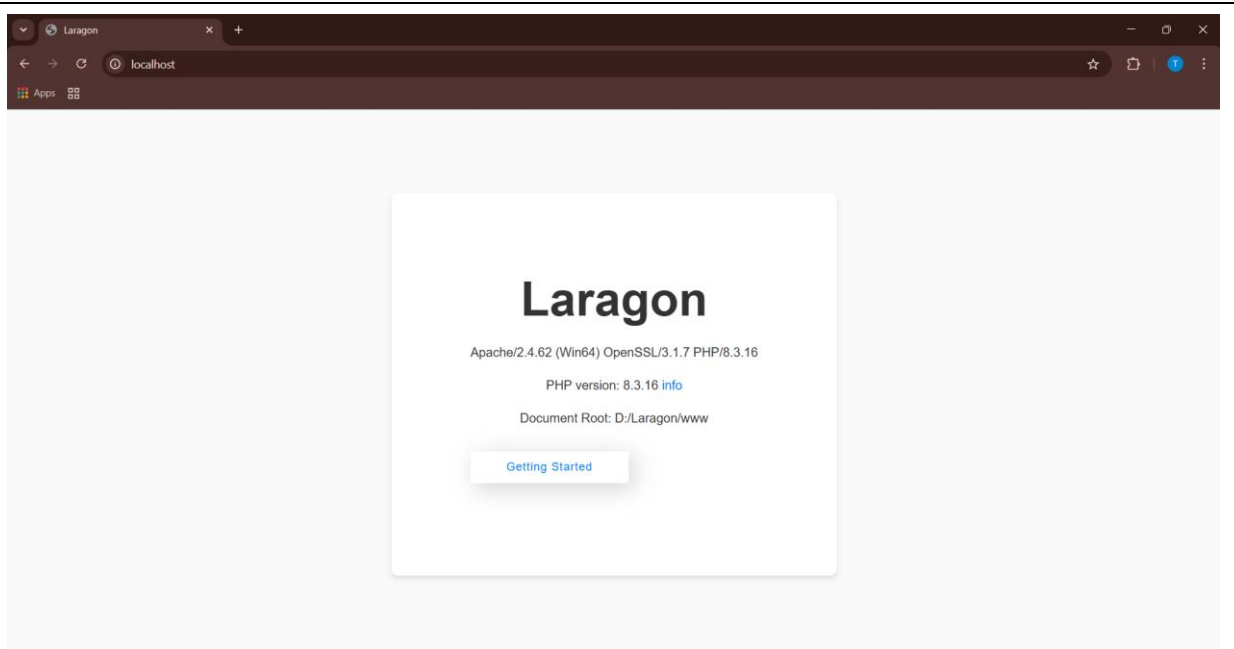 Laragon
localhost
Apps
T
Laragon
Apache/2.4.62 (Win64) OpenSSL/3.1.7 PHP/8.3.16
PHP version: 8.3.16 info
Document Root: D:/Laragon/www
Getting Started